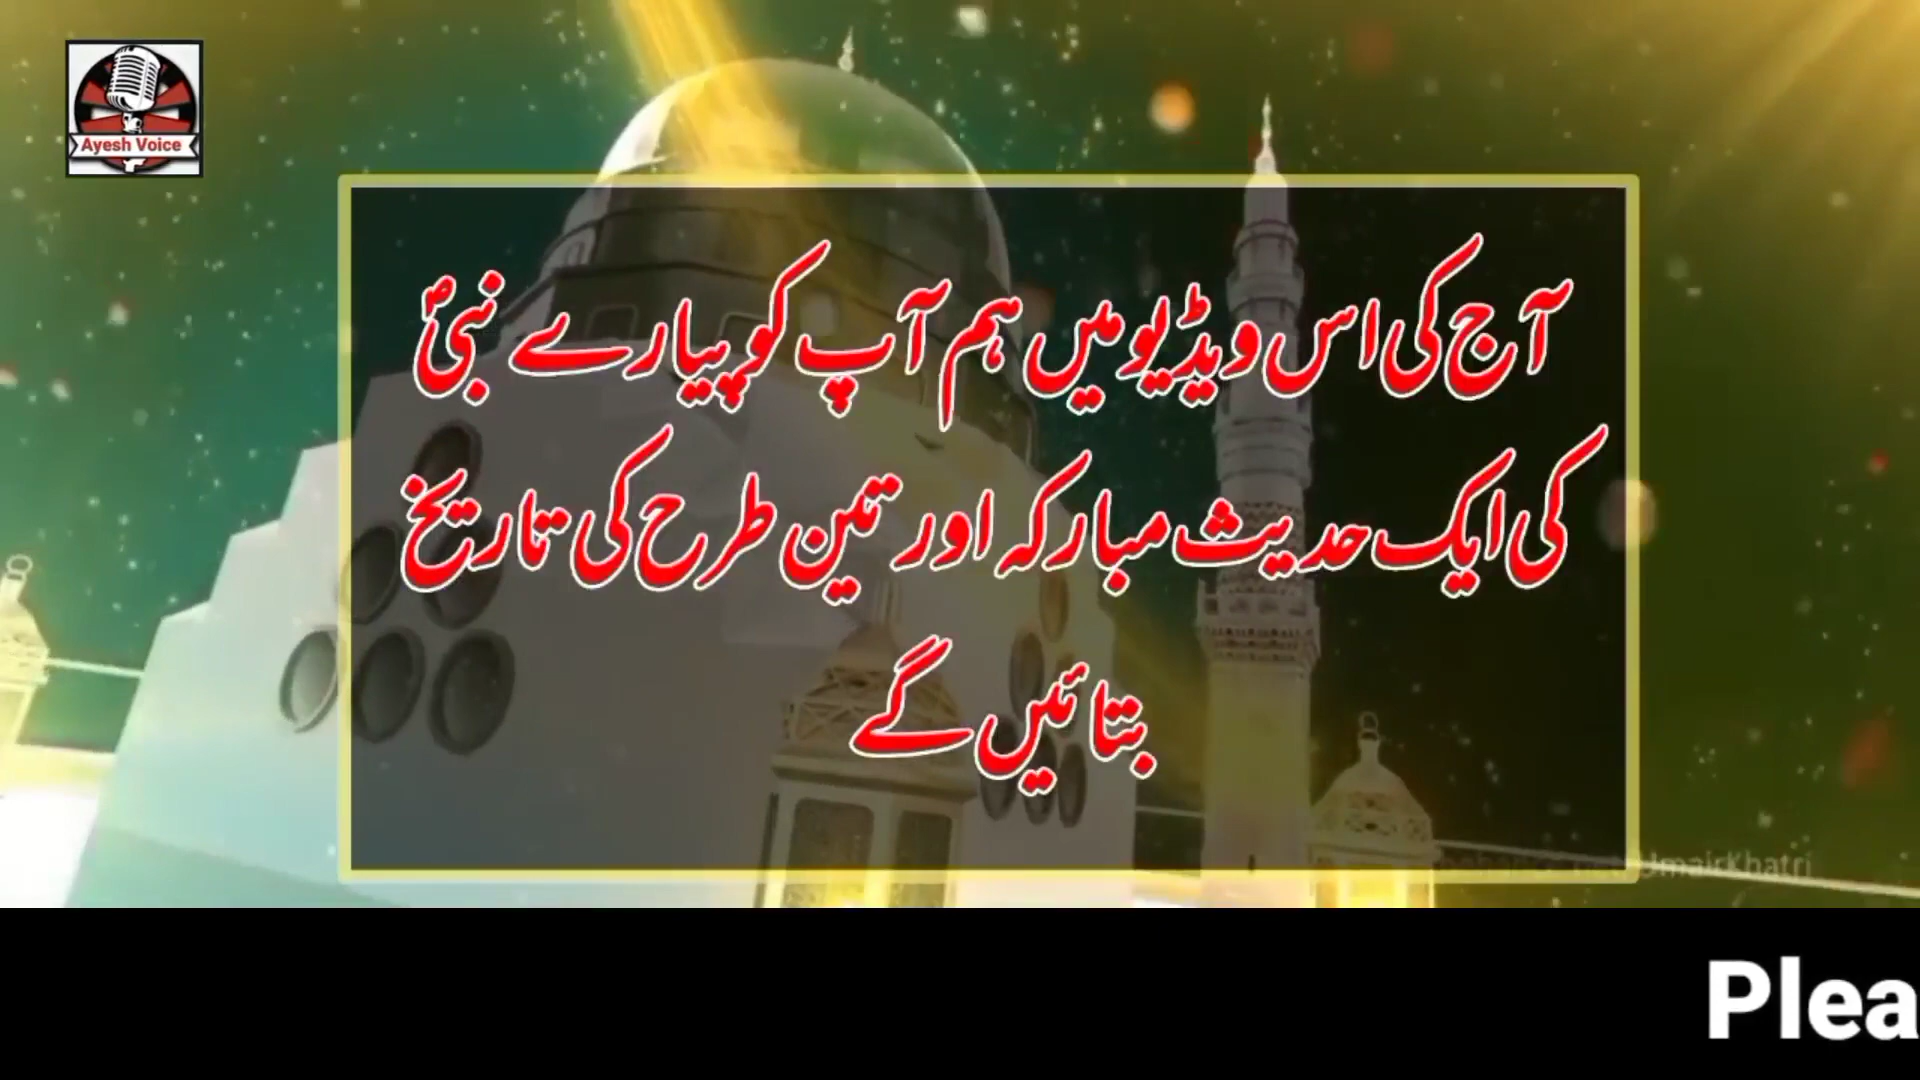 Ayesh Voice
آج کی اس ویڈیو میں ہم آپ کو پیارے نبیؐ
کی ایک حدیث مبارکہ اور تین طرح کی تاریخ
بتائیں گے
UmairKhatri
Plea